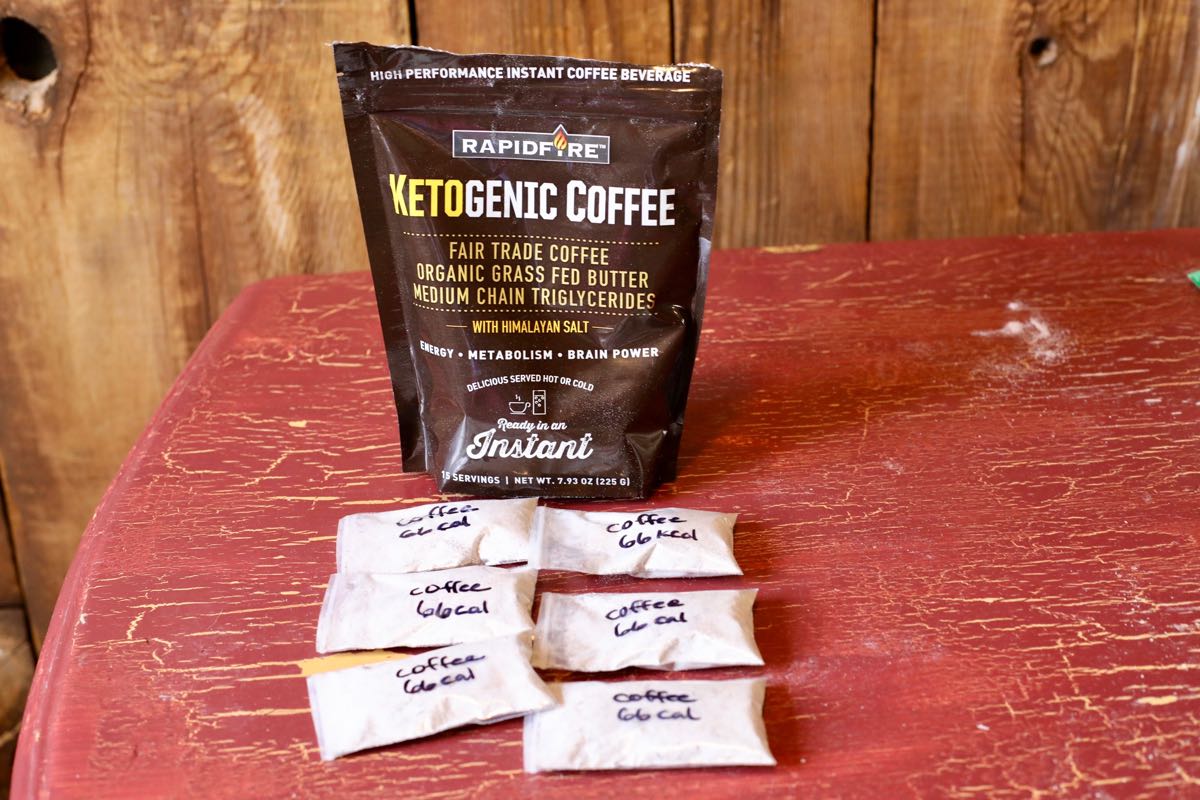 HIGH PERFORMANCE INSTANT COFFEE BEVERAGE
RAPIDFIRE™
KETOGENIC COFFEE
FAIR TRADE COFFEE
ORGANIC GRASS FED BUTTER
MEDIUM CHAIN TRIGLYCERIDES
WITH HIMALAYAN SALT
ENERGY • METABOLISM • BRAIN POWER
DELICIOUS SERVED HOT OR COLD
Ready in an
Instant
15 SERVINGS | NET WT. 7.93 OZ (225 G)
coffee
66 cal
coffee
66 kcal
coffee
66 cal
coffee
66 cal
coffee
66 cal
coffee
66 cal